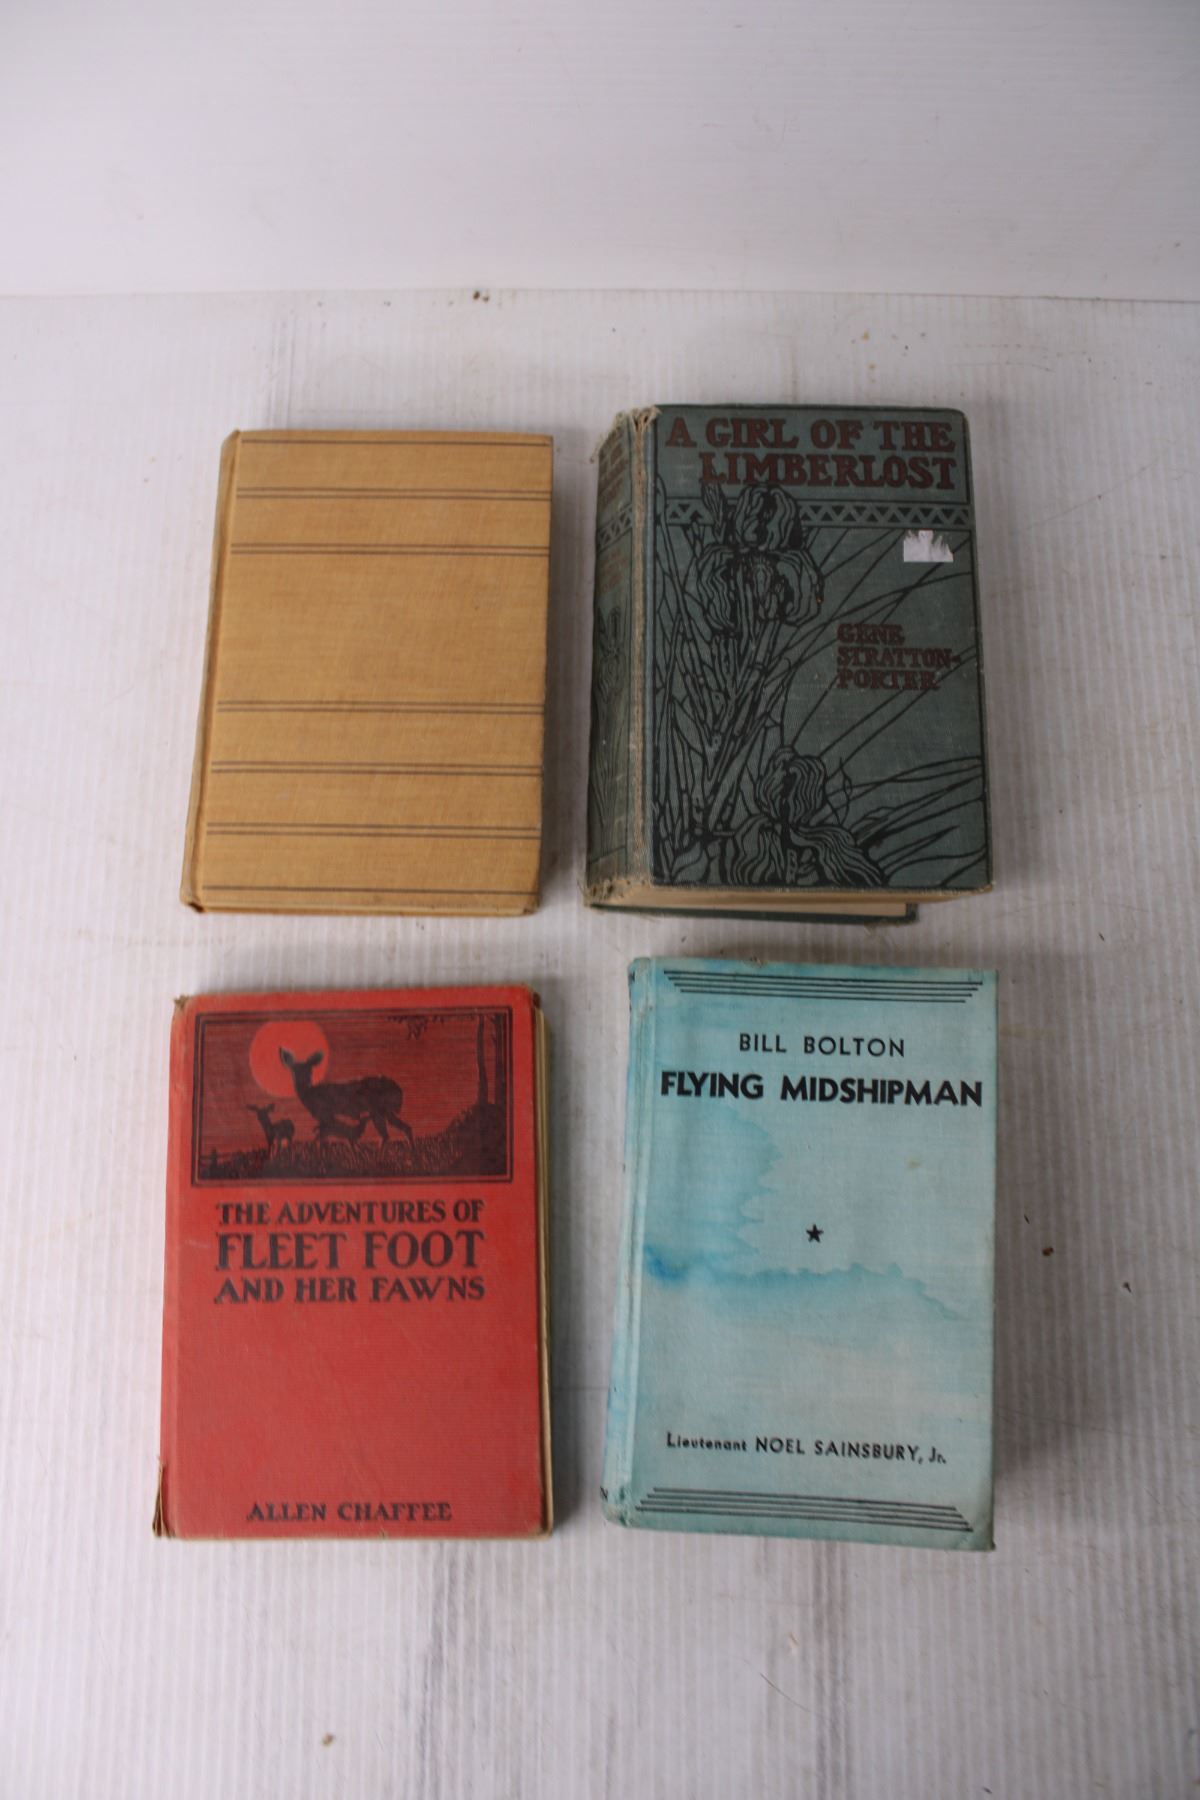 A GIRL OF THE
LIMBERLOST
GENE
STRATTON-
PORTER
THE ADVENTURES OF
FLEET FOOT
AND HER FAWNS
ALLEN CHAFFEE
BILL BOLTON
FLYING MIDSHIPMAN
Lieutenant NOEL SAINSBURY, Jr.